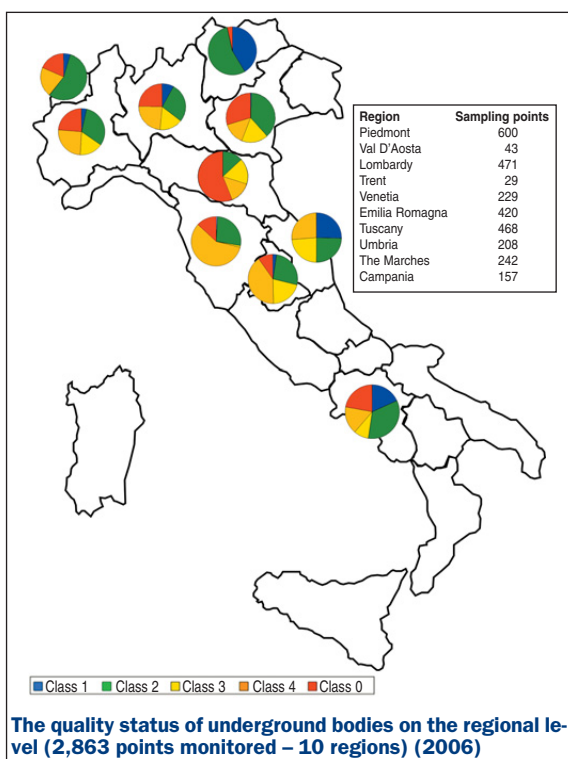 Region Sampling points
Piedmont 600
Val D'Aosta 43
Lombardy 471
Trent 29
Venetia 229
Emilia Romagna 420
Tuscany 468
Umbria 208
The Marches 242
Campania 157
Class 1 Class 2 Class 3 Class 4 Class 0
The quality status of underground bodies on the regional le-
vel (2,863 points monitored – 10 regions) (2006)